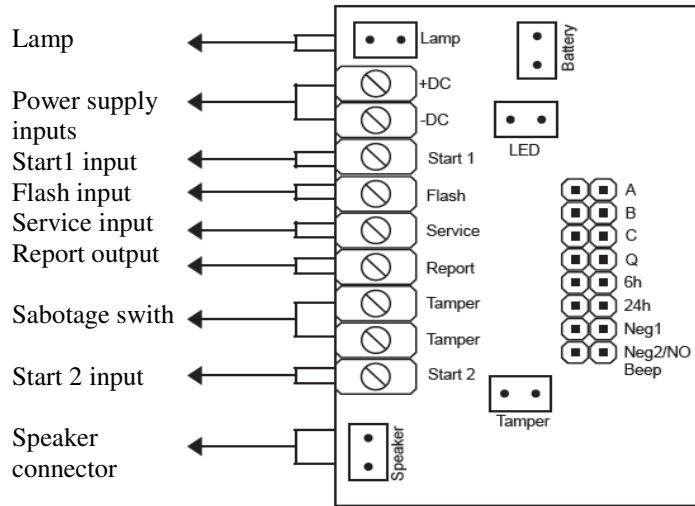 Lamp
Power supply
inputs
Start1 input
Flash input
Service input
Report output
Sabotage swith
Start 2 input
Speaker
connector
Lamp
+DC
-DC
Start 1
Flash
Service
Report
Tamper
Tamper
Start 2
Speaker
Battery
LED
A
B
C
Q
6h
24h
Neg1
Neg2/NO
Beep
Tamper